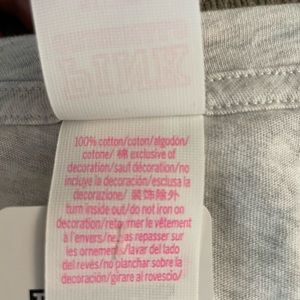 PINK
100% cotton/coton/algodón/
cotone/ 棉 exclusive of
decoration/sauf décoration/no
incluye la decoración/esclusa la
decorazione/ 装饰除外
turn inside out/do not iron on
decoration/retourner le vêtement
à l'envers/ne pas repasser sur
les ornements/lavar del lado
del revés/no planchar sobre la
decoración/girare al rovescio/